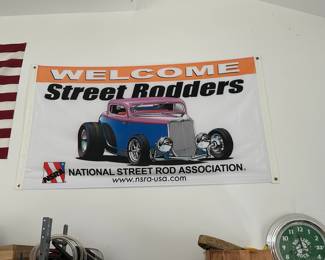 WELCOME
Street Rodders
NATIONAL STREET ROD ASSOCIATION
www.nsra-usa.com